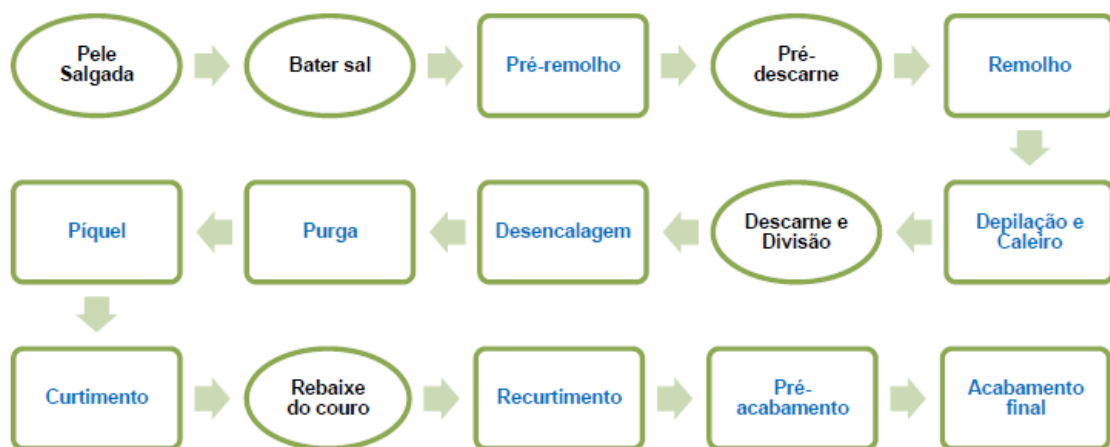 Pele
Salgada
Bater sal
Pré-remolho
Pré-
descarne
Remolho
Depilação e
Caleiro
Descarne e
Divisão
Desencalagem
Purga
Píquel
Curtimento
Rebaixe
do couro
Recurtimento
Pré-
acabamento
Acabamento
final